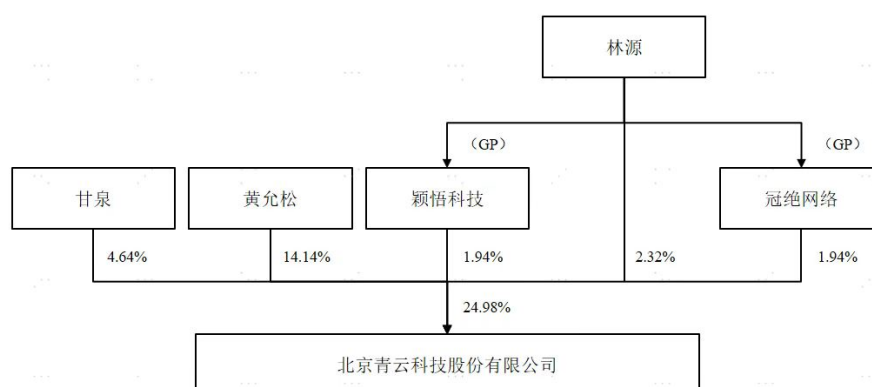 林源
（GP）
（GP）
甘泉
黄允松
颖悟科技
冠绝网络
4.64%
14.14%
1.94%
2.32%
1.94%
24.98%
北京青云科技股份有限公司